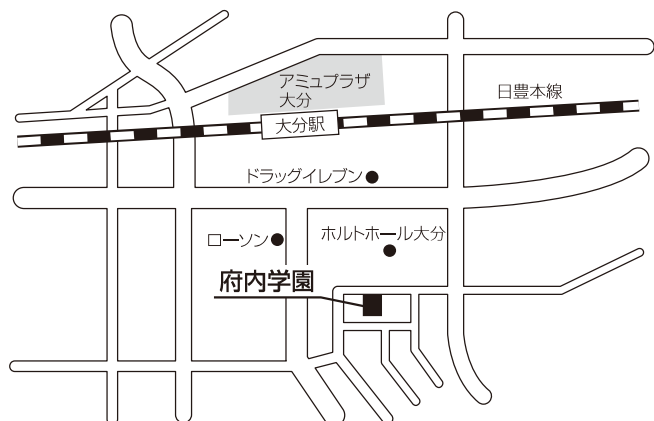 アミュプラザ
大分
日豊本線
大分駅
ドラッグイレブン
ローソン
ホルトホール大分
府内学園